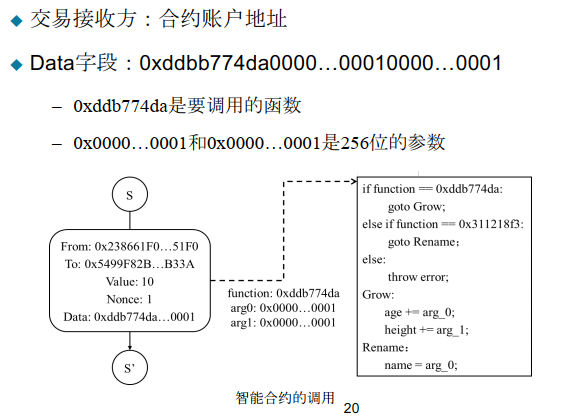 交易接收方：合约账户地址
Data字段：0xddbb774da0000…00010000…0001
– 0xddb774da是要调用的函数
– 0x0000…0001和0x0000…0001是256位的参数
S
From: 0x238661F0…51F0
To: 0x5499F82B…B33A
Value: 10
Nonce: 1
Data: 0xddb774da…0001
S’
function: 0xddb774da
arg0: 0x0000…0001
arg1: 0x0000…0001
if function == 0xddb774da:
goto Grow;
else if function == 0x311218f3:
goto Rename；
else:
throw error;
Grow:
age += arg_0;
height += arg_1;
Rename：
name = arg_0;
智能合约的调用
20